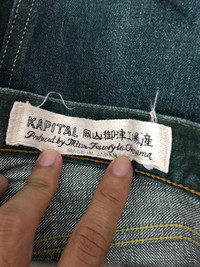 KAPITAL 岡山御津工場産
Produced by Mitsu Factory in Okayama